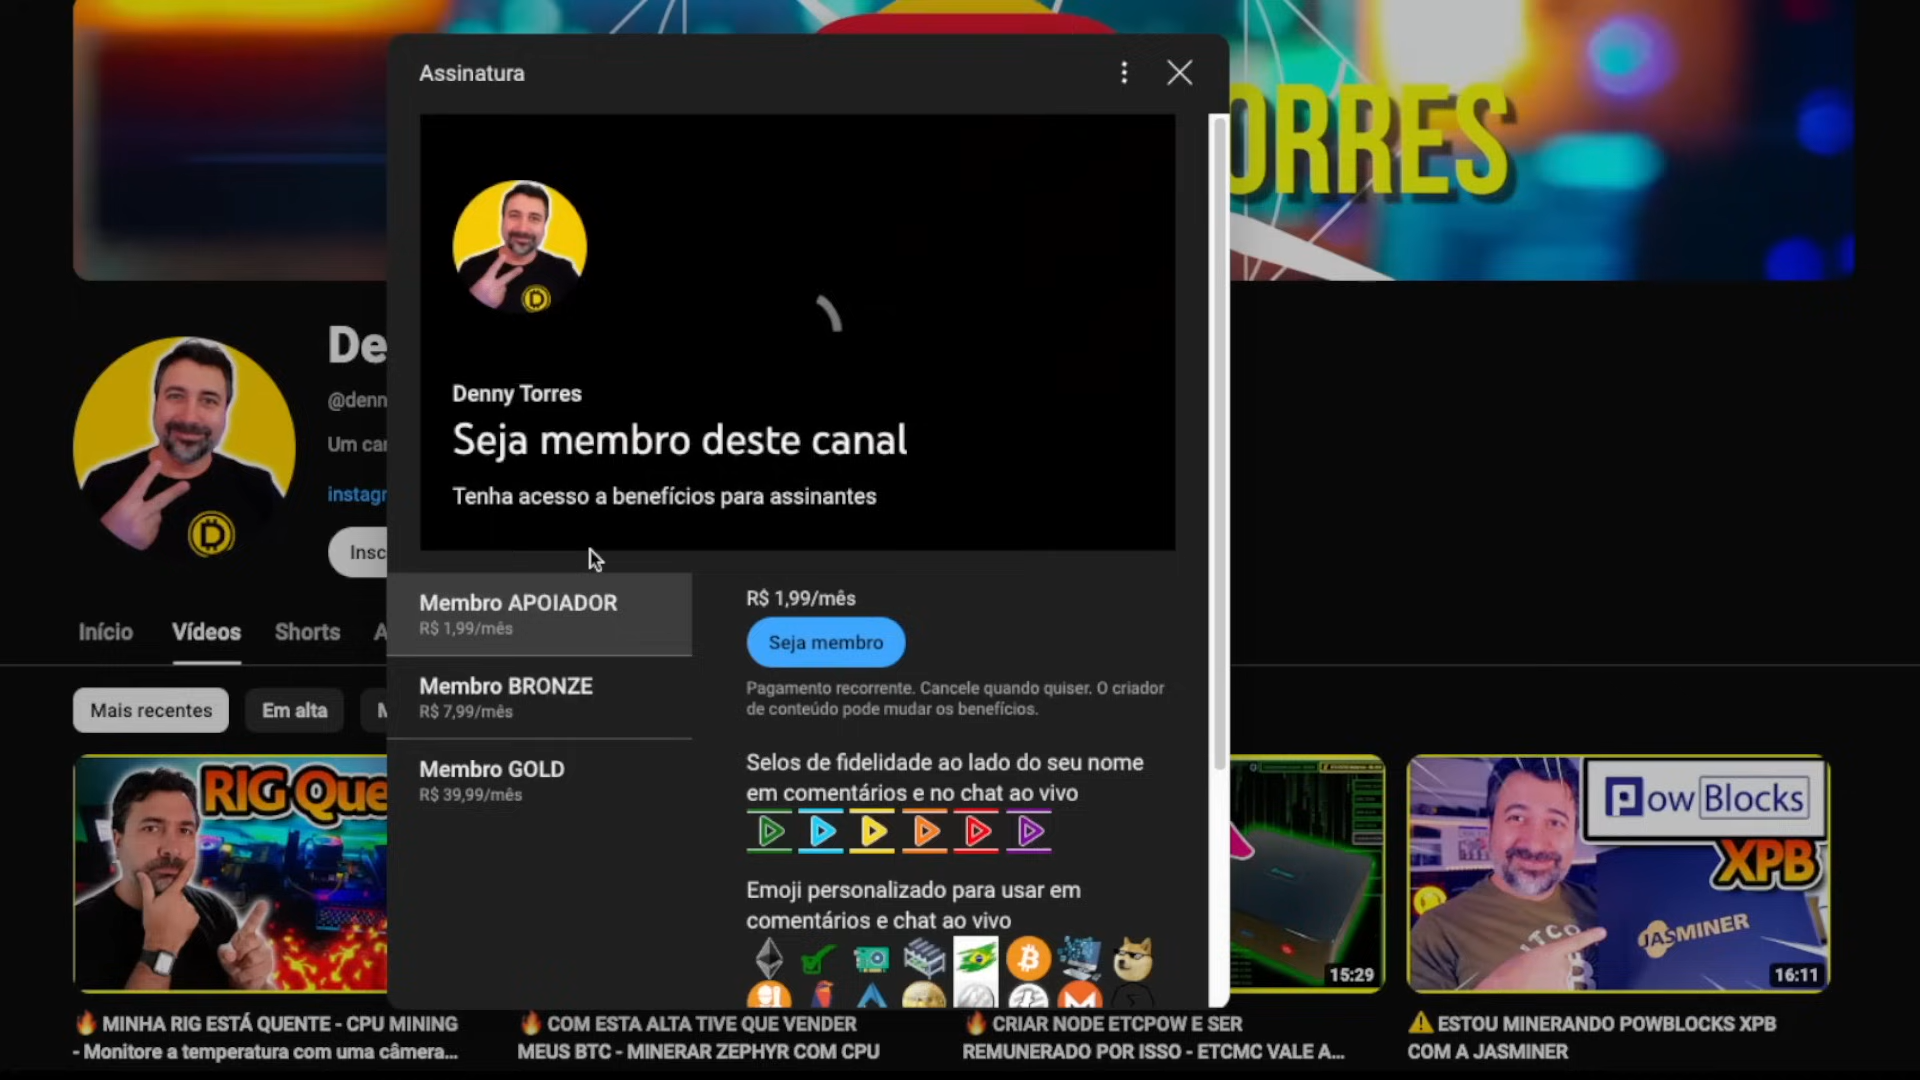 ORRES
Assinatura
De
@denn
Um ca
instagr
Insc
Denny Torres
Seja membro deste canal
Tenha acesso a benefícios para assinantes
Início
Vídeos
Shorts
A
Mais recentes
Em alta
M
Membro APOIADOR
R$ 1,99/mês
Membro BRONZE
R$ 7,99/mês
Membro GOLD
R$ 39,99/mês
R$ 1,99/mês
Seja membro
Pagamento recorrente. Cancele quando quiser. O criador
de conteúdo pode mudar os benefícios.
Selos de fidelidade ao lado do seu nome
em comentários e no chat ao vivo
Emoji personalizado para usar em
comentários e chat ao vivo
RIG Que
15:29
PowBlocks
XPB
JASMINER
16:11
MINHA RIG ESTÁ QUENTE - CPU MINING
- Monitore a temperatura com uma câmera...
COM ESTA ALTA TIVE QUE VENDER
MEUS BTC - MINERAR ZEPHYR COM CPU
CRIAR NODE ETCPOW E SER
REMUNERADO POR ISSO - ETCMC VALE A...
ESTOU MINERANDO POWBLOCKS XPB
COM A JASMINER